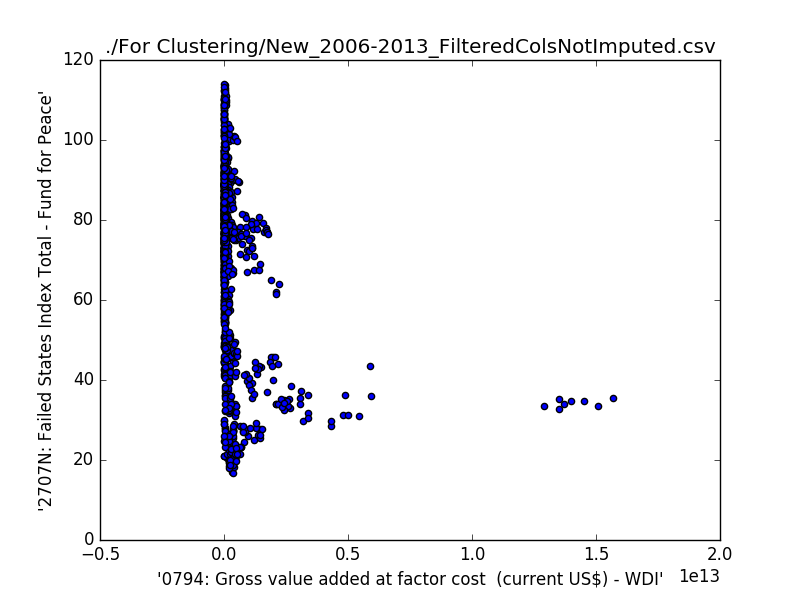 ./For Clustering/New_2006-2013_FilteredColsNotImputed.csv
120
100
80
60
40
20
0
'2707N: Failed States Index Total - Fund for Peace'
−0.5 0.0 0.5 1.0 1.5 2.0
1e13
'0794: Gross value added at factor cost  (current US$) - WDI'